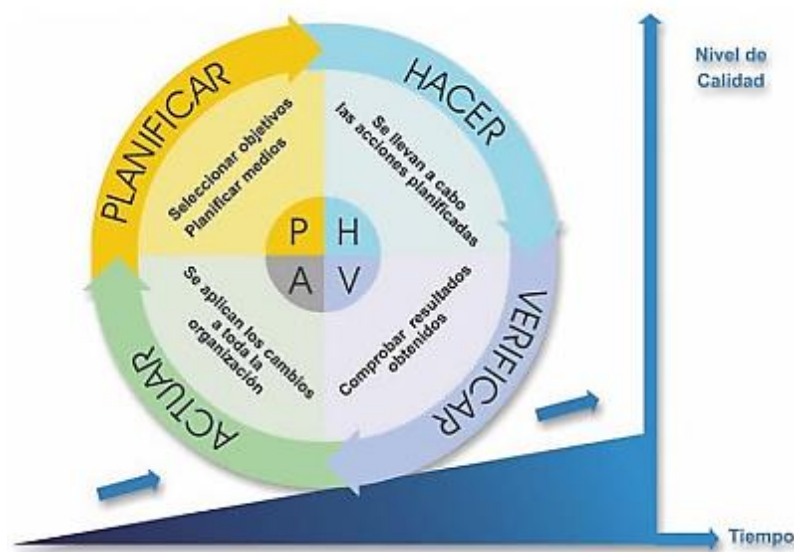 Nivel de
Calidad
PLANIFICAR
Seleccionar objetivos
Planificar medios
HACER
Se llevan a cabo
las acciones planificadas
P H
A V
Se aplican los cambios
a toda la
organización
ACTUAR
Comprobar resultados
obtenidos
VERIFICAR
Tiempo